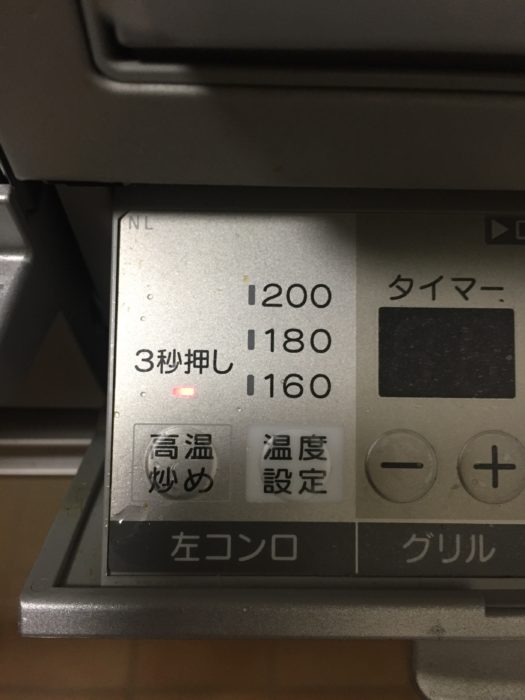 NL
タイマー
200
180
160
3秒押し
高温
炒め
温度
設定
− +
左コンロ
グリル